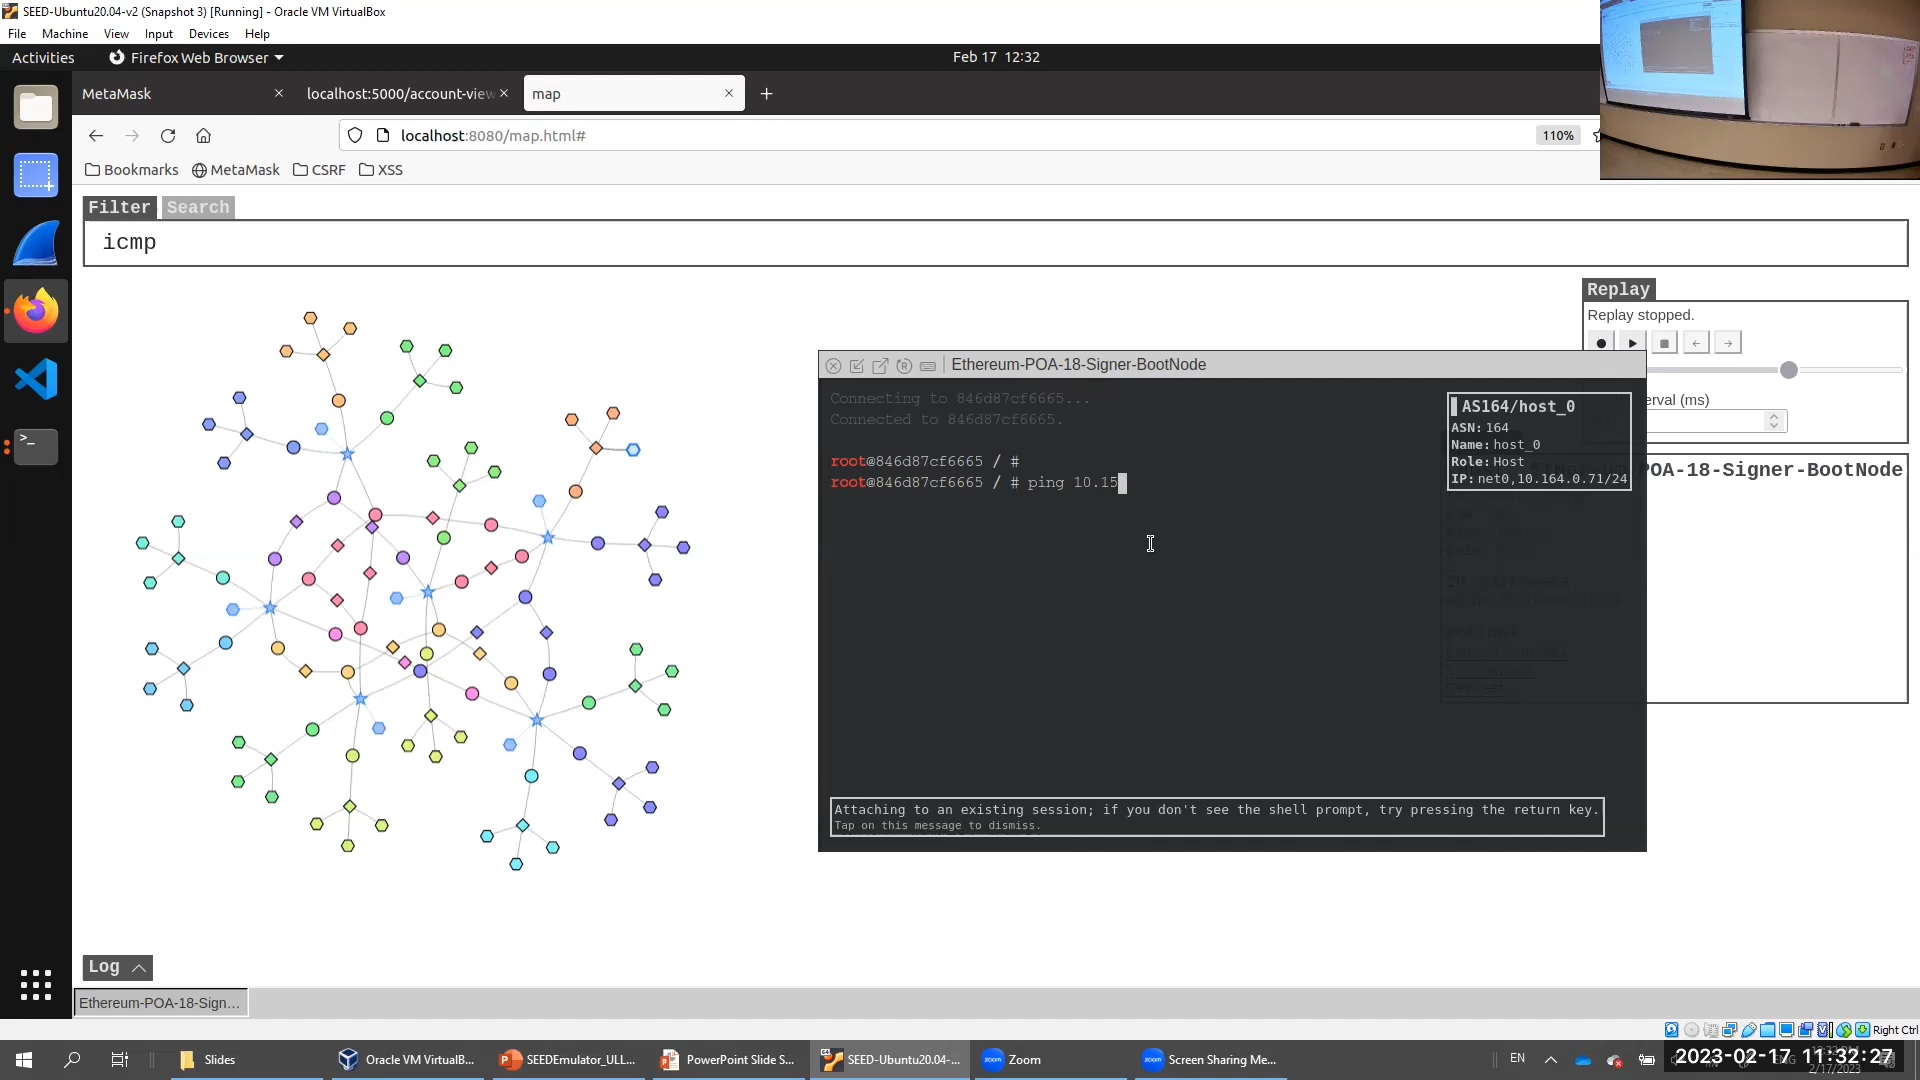 SEED-Ubuntu20.04-v2 (Snapshot 3) [Running] - Oracle VM VirtualBox
File Machine View Input Devices Help
Activities Firefox Web Browser Feb 17 12:32
MetaMask localhost:5000/account-view map
localhost:8080/map.html# 110%
Bookmarks MetaMask CSRF XSS
Filter Search
icmp
Replay
Replay stopped.
erval (ms)
POA-18-Signer-BootNode
Ethereum-POA-18-Signer-BootNode
Connecting to 846d87cf6665...
Connected to 846d87cf6665.
root@846d87cf6665 / #
root@846d87cf6665 / # ping 10.15
AS164/host_0
ASN: 164
Name: host_0
Role: Host
IP: net0,10.164.0.71/24
Attaching to an existing session; if you don't see the shell prompt, try pressing the return key.
Tap on this message to dismiss.
Log
Ethereum-POA-18-Sign...
Right Ctrl
Slides Oracle VM VirtualB... SEEDEmulator_ULL... PowerPoint Slide S... SEED-Ubuntu20.04-... Zoom Screen Sharing Me... EN
2023-02-17 11:32:27
2/17/2023